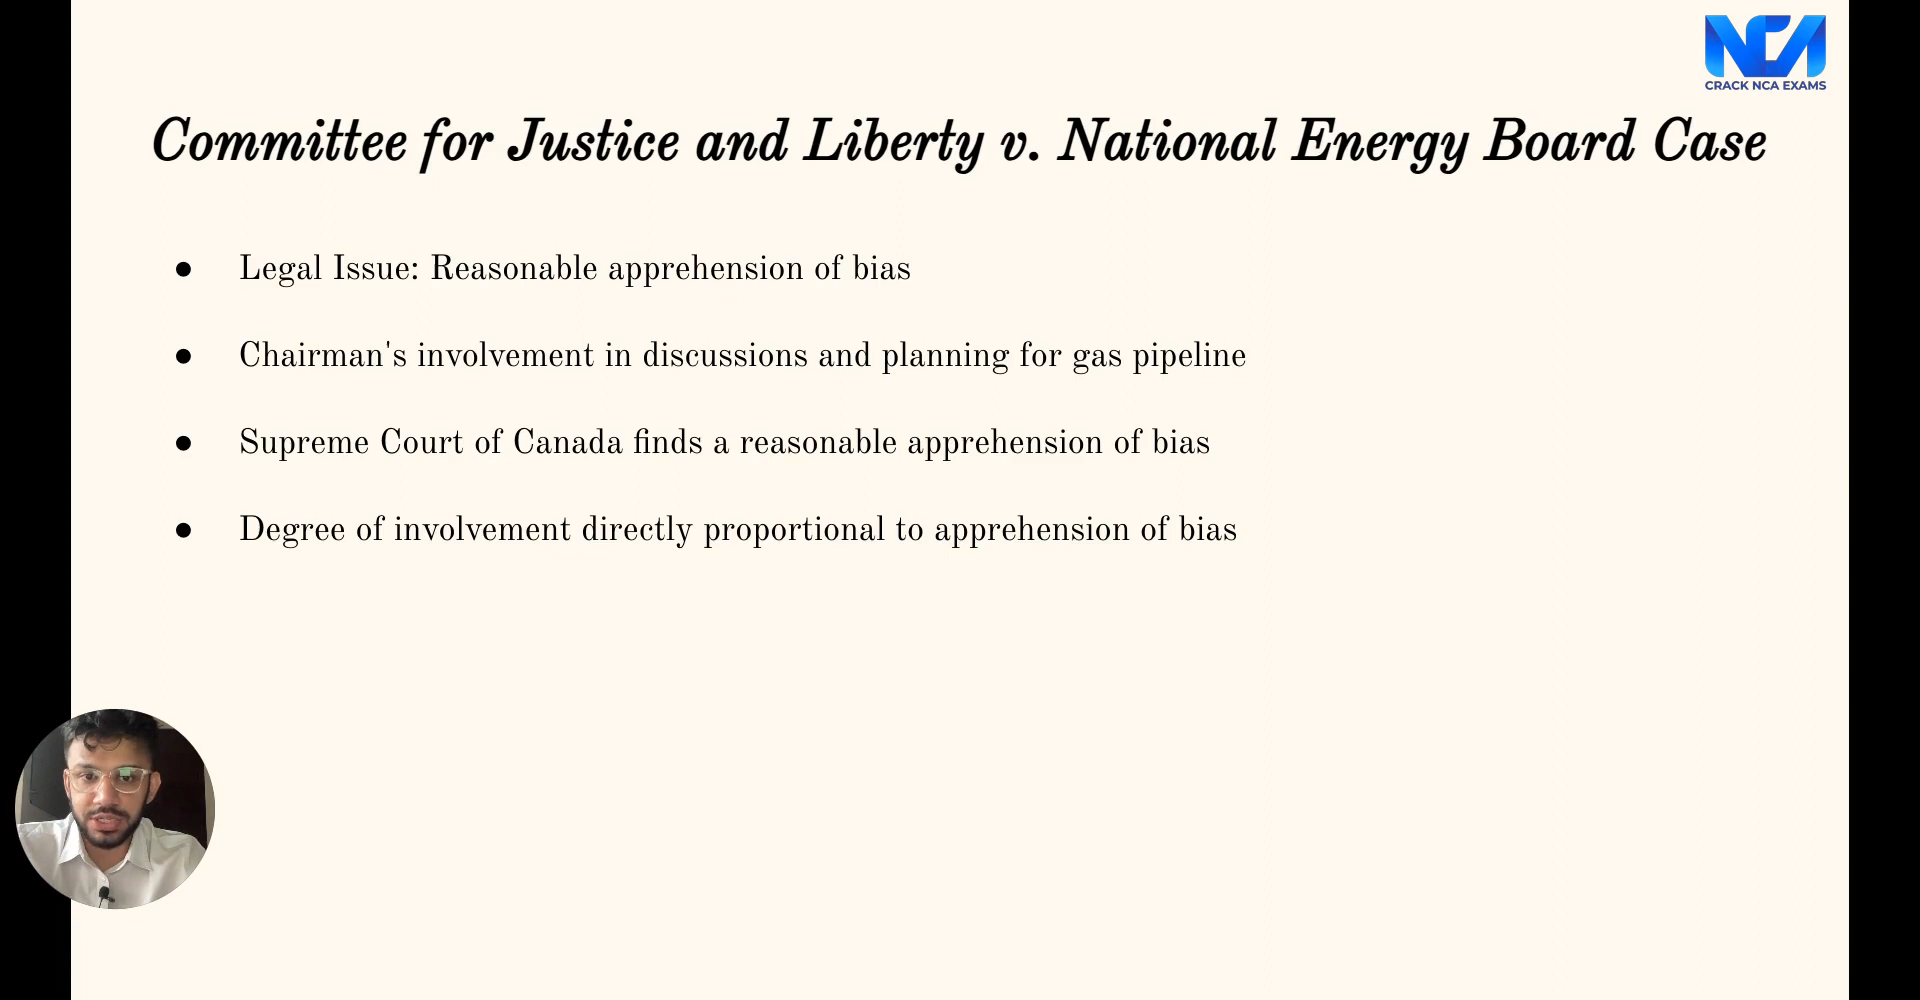 NCA
CRACK NCA EXAMS
Committee for Justice and Liberty v. National Energy Board Case
● Legal Issue: Reasonable apprehension of bias
● Chairman's involvement in discussions and planning for gas pipeline
● Supreme Court of Canada finds a reasonable apprehension of bias
● Degree of involvement directly proportional to apprehension of bias